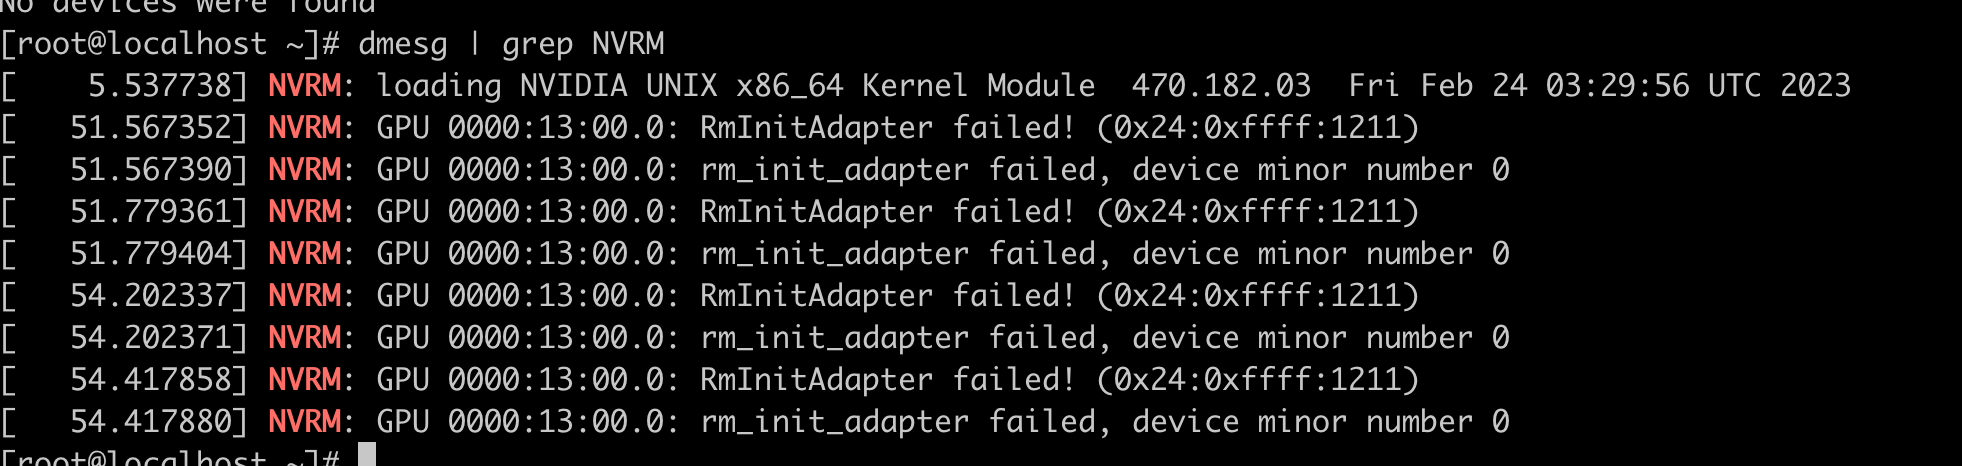 No devices were found
[root@localhost ~]# dmesg | grep NVRM
[    5.537738] NVRM: loading NVIDIA UNIX x86_64 Kernel Module  470.182.03  Fri Feb 24 03:29:56 UTC 2023
[   51.567352] NVRM: GPU 0000:13:00.0: RmInitAdapter failed! (0x24:0xffff:1211)
[   51.567390] NVRM: GPU 0000:13:00.0: rm_init_adapter failed, device minor number 0
[   51.779361] NVRM: GPU 0000:13:00.0: RmInitAdapter failed! (0x24:0xffff:1211)
[   51.779404] NVRM: GPU 0000:13:00.0: rm_init_adapter failed, device minor number 0
[   54.202337] NVRM: GPU 0000:13:00.0: RmInitAdapter failed! (0x24:0xffff:1211)
[   54.202371] NVRM: GPU 0000:13:00.0: rm_init_adapter failed, device minor number 0
[   54.417858] NVRM: GPU 0000:13:00.0: RmInitAdapter failed! (0x24:0xffff:1211)
[   54.417880] NVRM: GPU 0000:13:00.0: rm_init_adapter failed, device minor number 0
[root@localhost ~]#